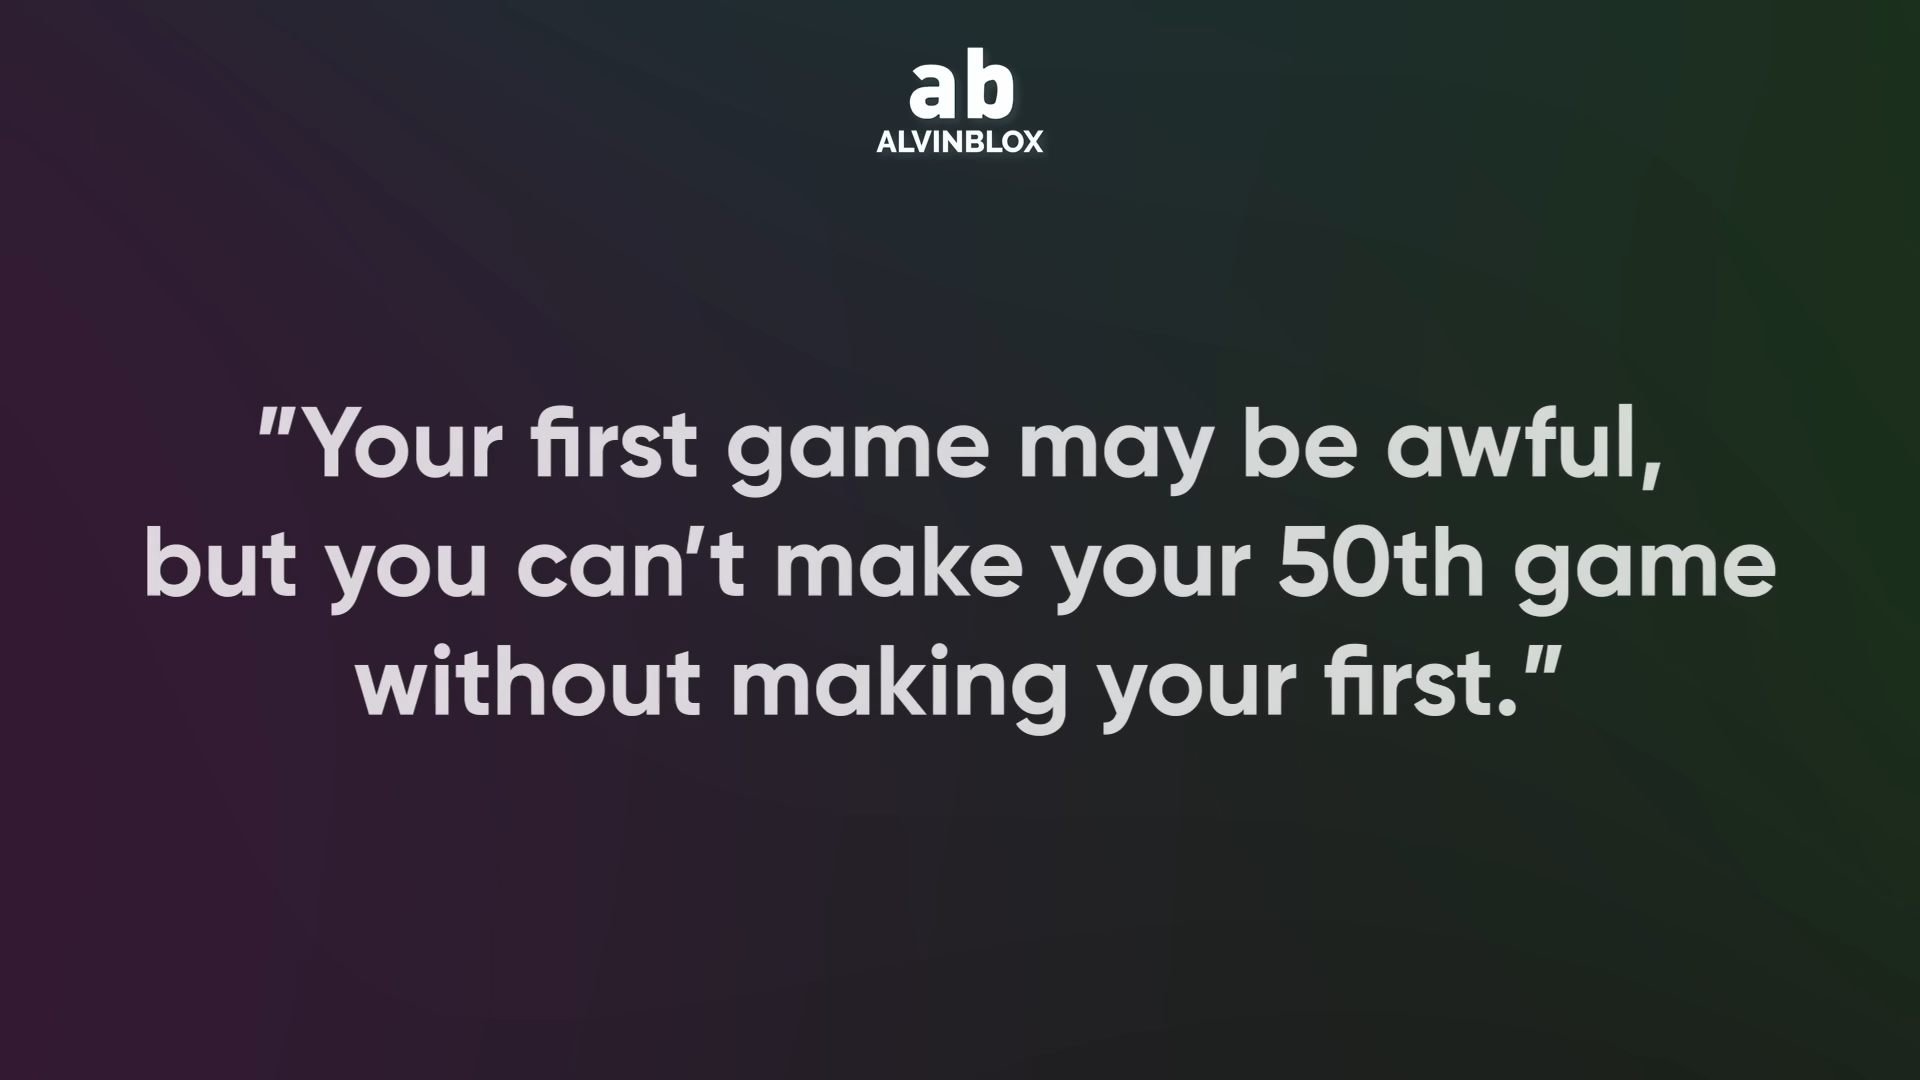 ab
ALVINBLOX
"Your first game may be awful,
but you can't make your 50th game
without making your first."